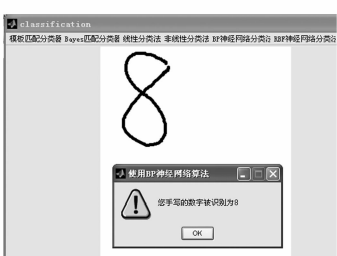 classification
模板匹配分类器 Bayes匹配分类器 线性分类法 非线性分类法 BP神经网络分类法 RBF神经网络分类法
8
使用BP神经网络算法
您手写的数字被识别为8
OK